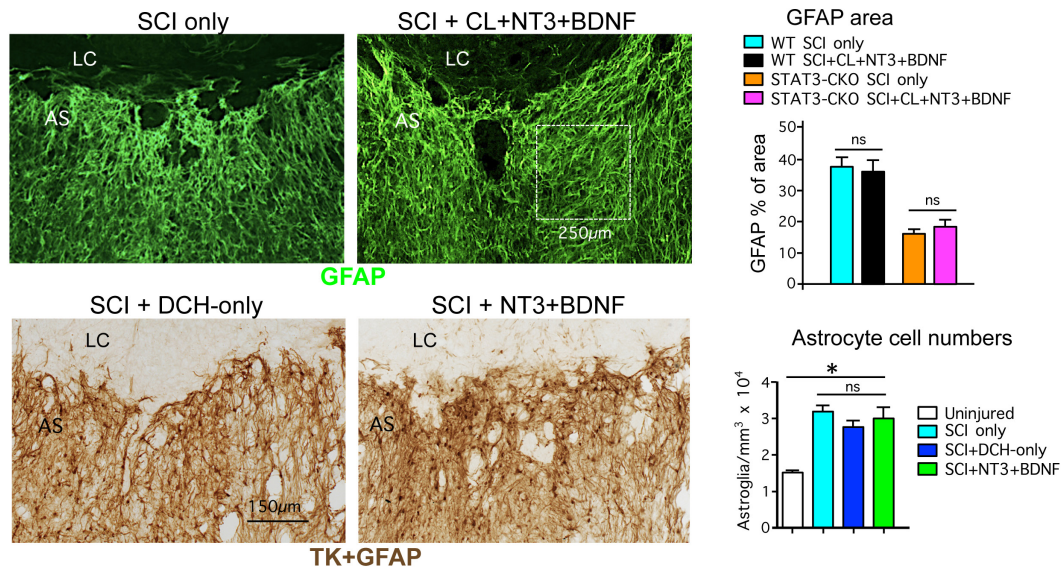 SCI only
SCI + CL+NT3+BDNF
LC
AS
LC
AS
250µm
GFAP
SCI + DCH-only
SCI + NT3+BDNF
LC
AS
150µm
LC
AS
TK+GFAP
GFAP area
WT SCI only
WT SCI+CL+NT3+BDNF
STAT3-CKO SCI only
STAT3-CKO SCI+CL+NT3+BDNF
GFAP % of area
50
40
30
20
10
0
ns
ns
Astrocyte cell numbers
Astroglia/mm³ x 10⁴
4
3
2
1
0
*
ns
Uninjured
SCI only
SCI+DCH-only
SCI+NT3+BDNF